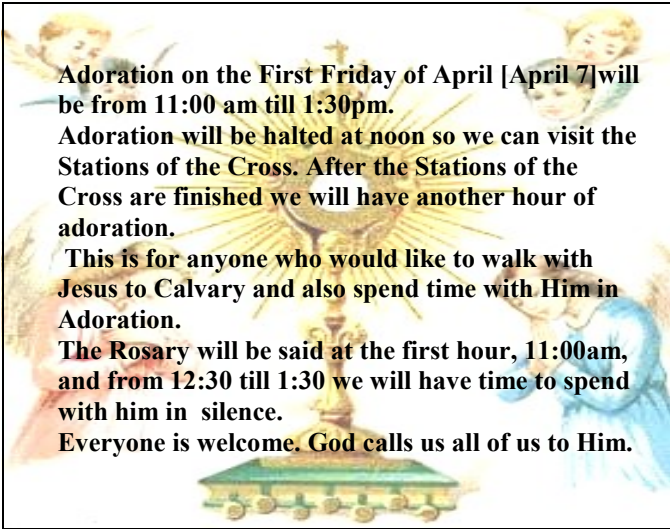 Adoration on the First Friday of April [April 7]will
be from 11:00 am till 1:30pm.
Adoration will be halted at noon so we can visit the
Stations of the Cross. After the Stations of the
Cross are finished we will have another hour of
adoration.
This is for anyone who would like to walk with
Jesus to Calvary and also spend time with Him in
Adoration.
The Rosary will be said at the first hour, 11:00am,
and from 12:30 till 1:30 we will have time to spend
with him in  silence.
Everyone is welcome. God calls us all of us to Him.